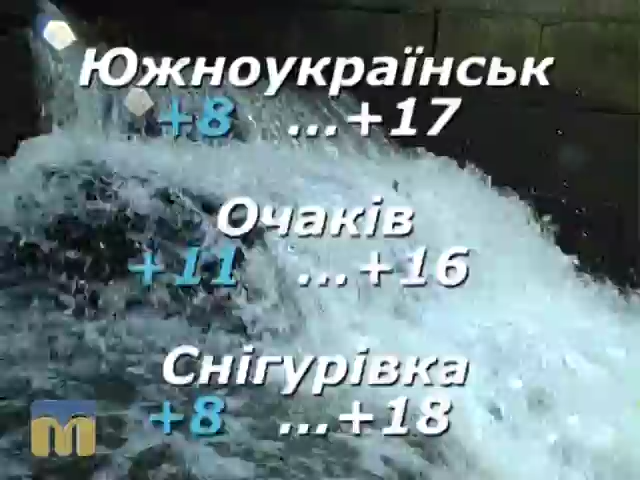 Южноукраїнськ
+8 ...+17
Очаків
+11 ...+16
Снігурівка
+8 ...+18
m